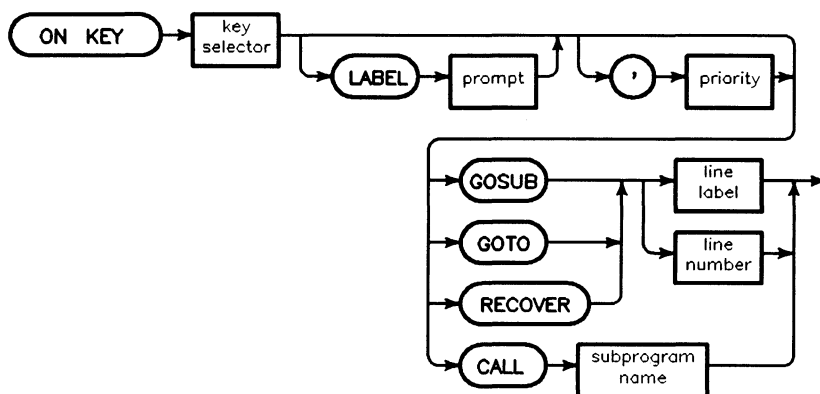 ON KEY
key
selector
LABEL
prompt
,
priority
GOSUB
line
label
GOTO
line
number
RECOVER
CALL
subprogram
name